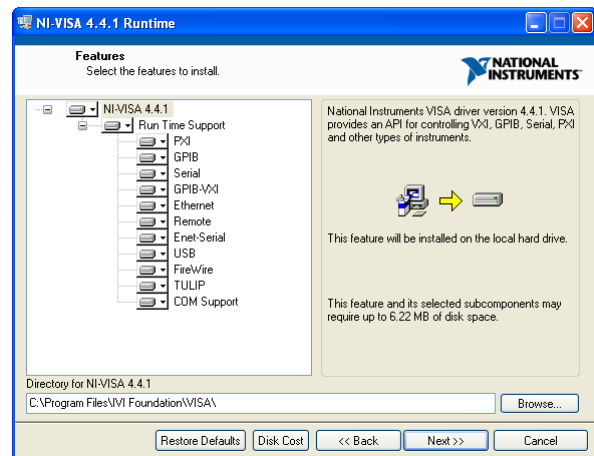 NI-VISA 4.4.1 Runtime
Features
Select the features to install.
NATIONAL
INSTRUMENTS
NI-VISA 4.4.1
Run Time Support
PXI
GPIB
Serial
GPIB-VXI
Ethernet
Remote
Enet-Serial
USB
FireWire
TULIP
COM Support
National Instruments VISA driver version 4.4.1. VISA
provides an API for controlling VXI, GPIB, Serial, PXI
and other types of instruments.
This feature will be installed on the local hard drive.
This feature and its selected subcomponents may
require up to 6.22 MB of disk space.
Directory for NI-VISA 4.4.1
C:\Program Files\IVI Foundation\VISA\
Browse...
Restore Defaults
Disk Cost
<< Back
Next >>
Cancel